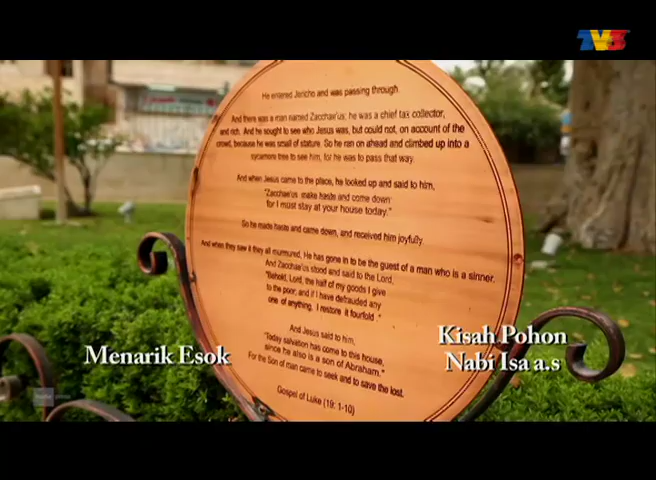 TV3
He entered Jericho and was passing through.
And there was a man named Zacchae'us; he was a chief tax collector,
and rich. And he sought to see who Jesus was, but could not, on account of the
crowd, because he was small of stature. So he ran on ahead and climbed up into a
sycamore tree to see him, for he was to pass that way.
And when Jesus came to the place, he looked up and said to him,
"Zacchae'us make haste and come down
for I must stay at your house today."
So he made haste and came down, and received him joyfully.
And when they saw it they all murmured, He has gone in to be the guest of a man who is a sinner.
And Zacchae'us stood and said to the Lord,
"Behold, Lord, the half of my goods I give
to the poor; and if I have defrauded any
one of anything, I restore it fourfold."
And Jesus said to him,
"Today salvation has come to this house,
since he also is a son of Abraham."
For the Son of man came to seek and to save the lost.
Gospel of Luke (19: 1-10)
Menarik Esok
Kisah Pohon
Nabi Isa a.s